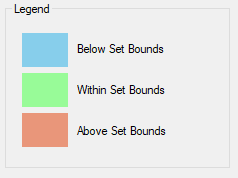 Legend
Below Set Bounds
Within Set Bounds
Above Set Bounds